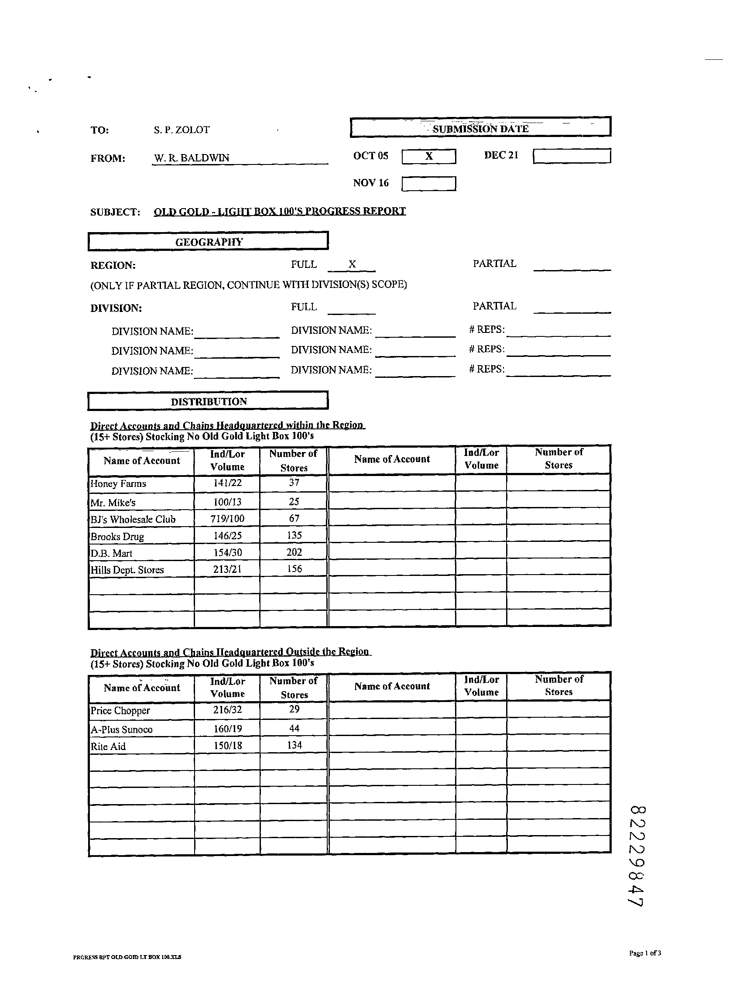 TO: S. P. ZOLOT
SUBMISSION DATE
FROM: W. R. BALDWIN
OCT 05 X DEC 21
NOV 16
SUBJECT: OLD GOLD - LIGHT BOX 100'S PROGRESS REPORT
GEOGRAPHY
REGION: FULL X PARTIAL
(ONLY IF PARTIAL REGION, CONTINUE WITH DIVISION(S) SCOPE)
DIVISION: FULL PARTIAL
DIVISION NAME: DIVISION NAME: # REPS:
DIVISION NAME: DIVISION NAME: # REPS:
DIVISION NAME: DIVISION NAME: # REPS:
DISTRIBUTION
Direct Accounts and Chains Headquartered within the Region
(15+ Stores) Stocking No Old Gold Light Box 100's
Name of Account Ind/Lor Volume Number of Stores Name of Account Ind/Lor Volume Number of Stores
Honey Farms 141/22 37
Mr. Mike's 100/13 25
BJ's Wholesale Club 719/100 67
Brooks Drug 146/25 135
D.B. Mart 154/30 202
Hills Dept. Stores 213/21 156
Direct Accounts and Chains Headquartered Outside the Region
(15+ Stores) Stocking No Old Gold Light Box 100's
Name of Account Ind/Lor Volume Number of Stores Name of Account Ind/Lor Volume Number of Stores
Price Chopper 216/32 29
A-Plus Sunoco 160/19 44
Rite Aid 150/18 134
82229847
PROGRESS RPT OLD GOLD LT BOX 100.XLS
Page 1 of 3